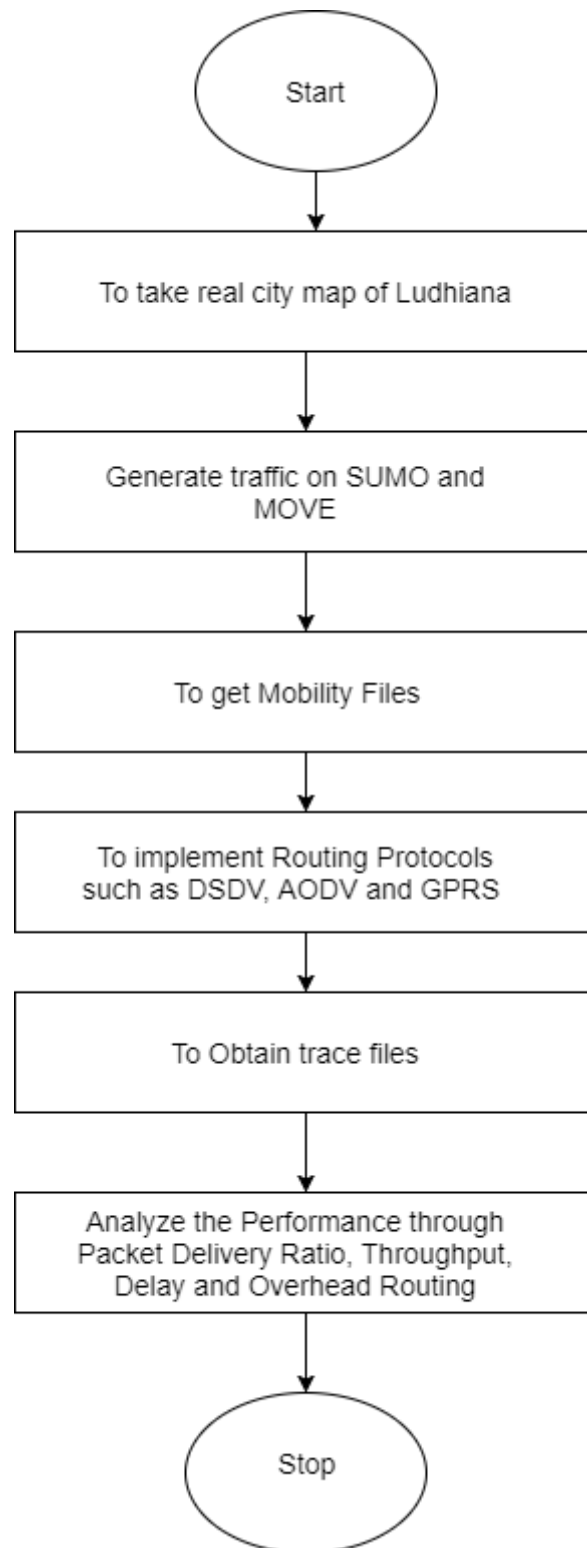 Start
To take real city map of Ludhiana
Generate traffic on SUMO and
MOVE
To get Mobility Files
To implement Routing Protocols
such as DSDV, AODV and GPRS
To Obtain trace files
Analyze the Performance through
Packet Delivery Ratio, Throughput,
Delay and Overhead Routing
Stop